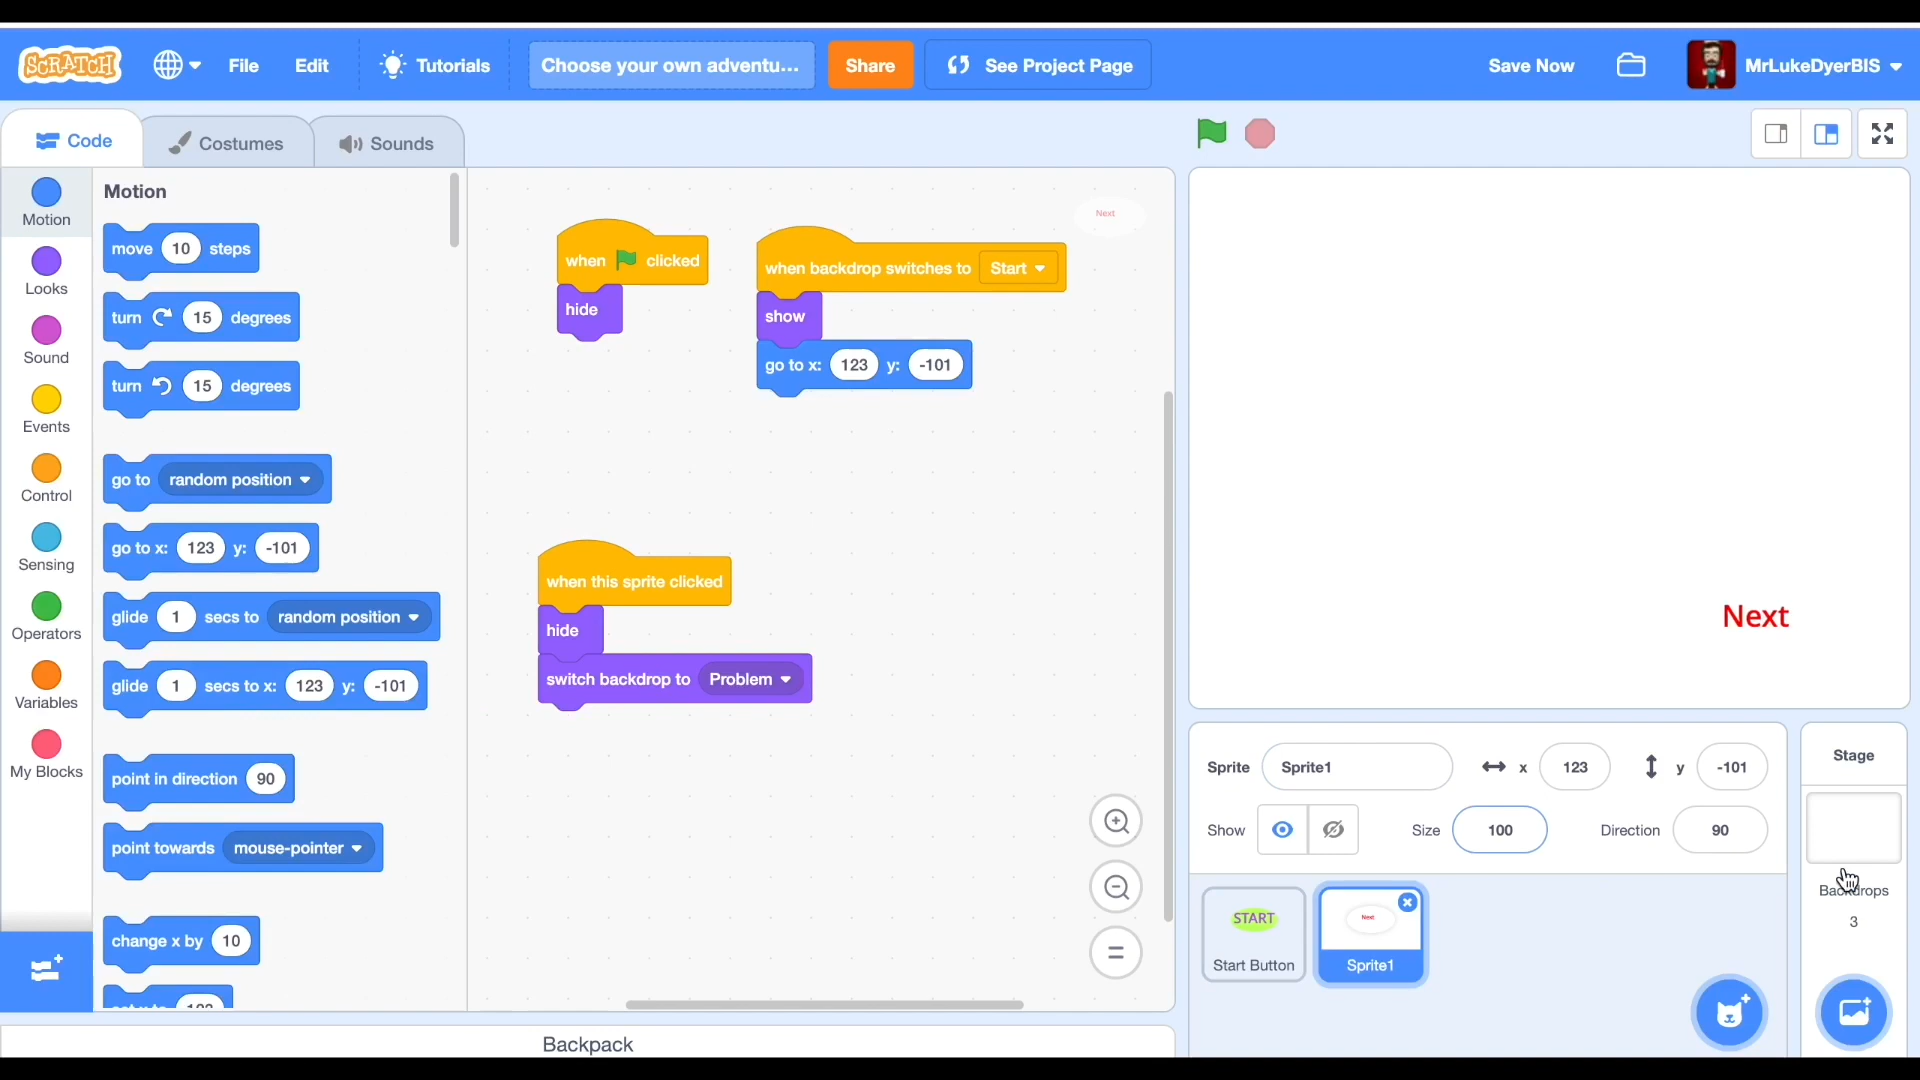 SCRATCH File Edit Tutorials Choose your own adventu... Share See Project Page Save Now MrLukeDyerBIS
Code Costumes Sounds
Motion
Looks
Sound
Events
Control
Sensing
Operators
Variables
My Blocks
Motion
move 10 steps
turn 15 degrees
turn 15 degrees
go to random position
go to x: 123 y: -101
glide 1 secs to random position
glide 1 secs to x: 123 y: -101
point in direction 90
point towards mouse-pointer
change x by 10
when clicked
hide
when backdrop switches to Start
show
go to x: 123 y: -101
Next
when this sprite clicked
hide
switch backdrop to Problem
Backpack
Next
Sprite Sprite1 x 123 y -101
Show Size 100 Direction 90
START
Start Button
Next
Sprite1
Stage
Backdrops
3